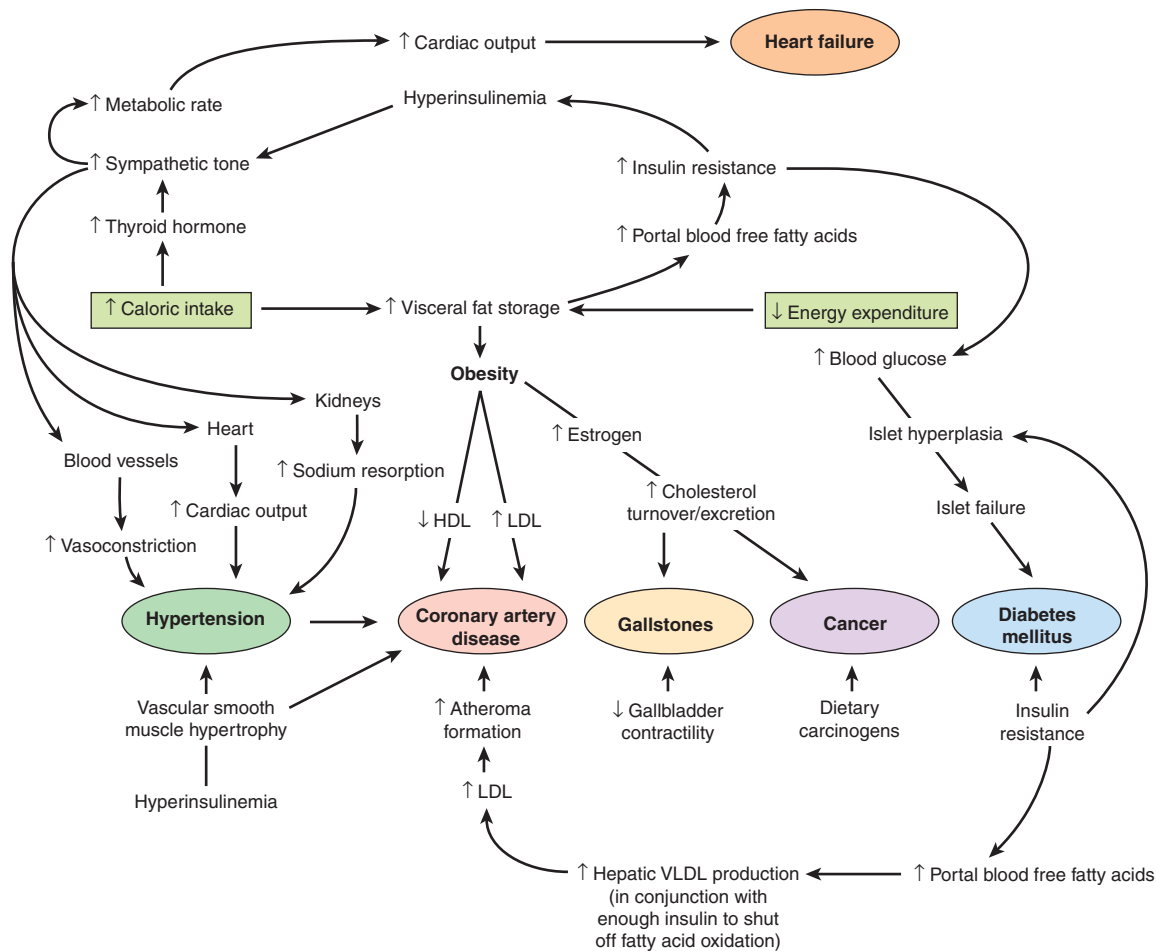 ↑ Cardiac output
Heart failure
↑ Metabolic rate
Hyperinsulinemia
↑ Sympathetic tone
↑ Insulin resistance
↑ Thyroid hormone
↑ Portal blood free fatty acids
↑ Caloric intake
↑ Visceral fat storage
↓ Energy expenditure
↑ Blood glucose
Obesity
Kidneys
Heart
↑ Estrogen
Islet hyperplasia
Blood vessels
↑ Sodium resorption
↑ Cholesterol
turnover/excretion
Islet failure
↑ Cardiac output
↓ HDL
↑ LDL
↑ Vasoconstriction
Hypertension
Coronary artery
disease
Gallstones
Cancer
Diabetes
mellitus
Vascular smooth
muscle hypertrophy
↑ Atheroma
formation
↓ Gallbladder
contractility
Dietary
carcinogens
Insulin
resistance
Hyperinsulinemia
↑ LDL
↑ Hepatic VLDL production
(in conjunction with
enough insulin to shut
off fatty acid oxidation)
↑ Portal blood free fatty acids